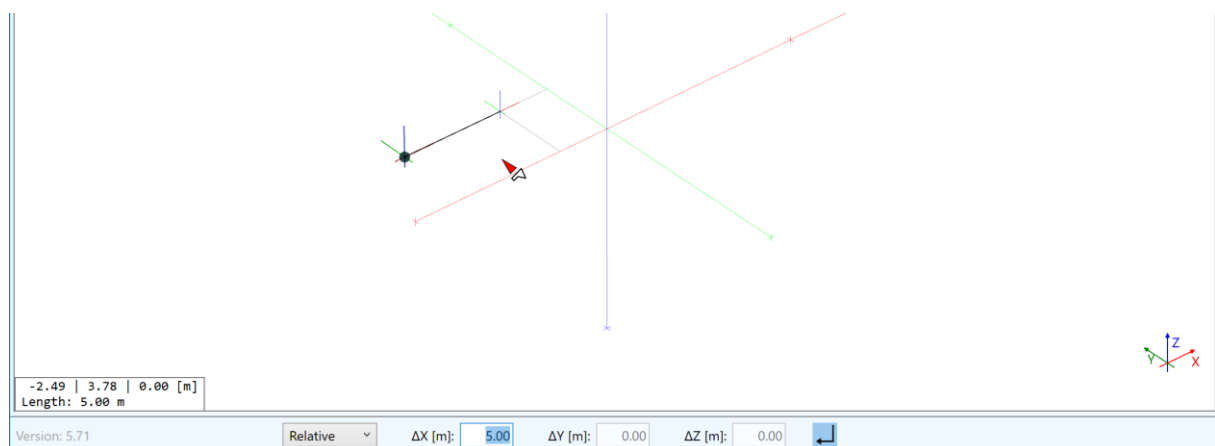 Z
Y
X
-2.49 | 3.78 | 0.00 [m]
Length: 5.00 m
Version: 5.71 Relative ΔX [m]: 5.00 ΔY [m]: 0.00 ΔZ [m]: 0.00